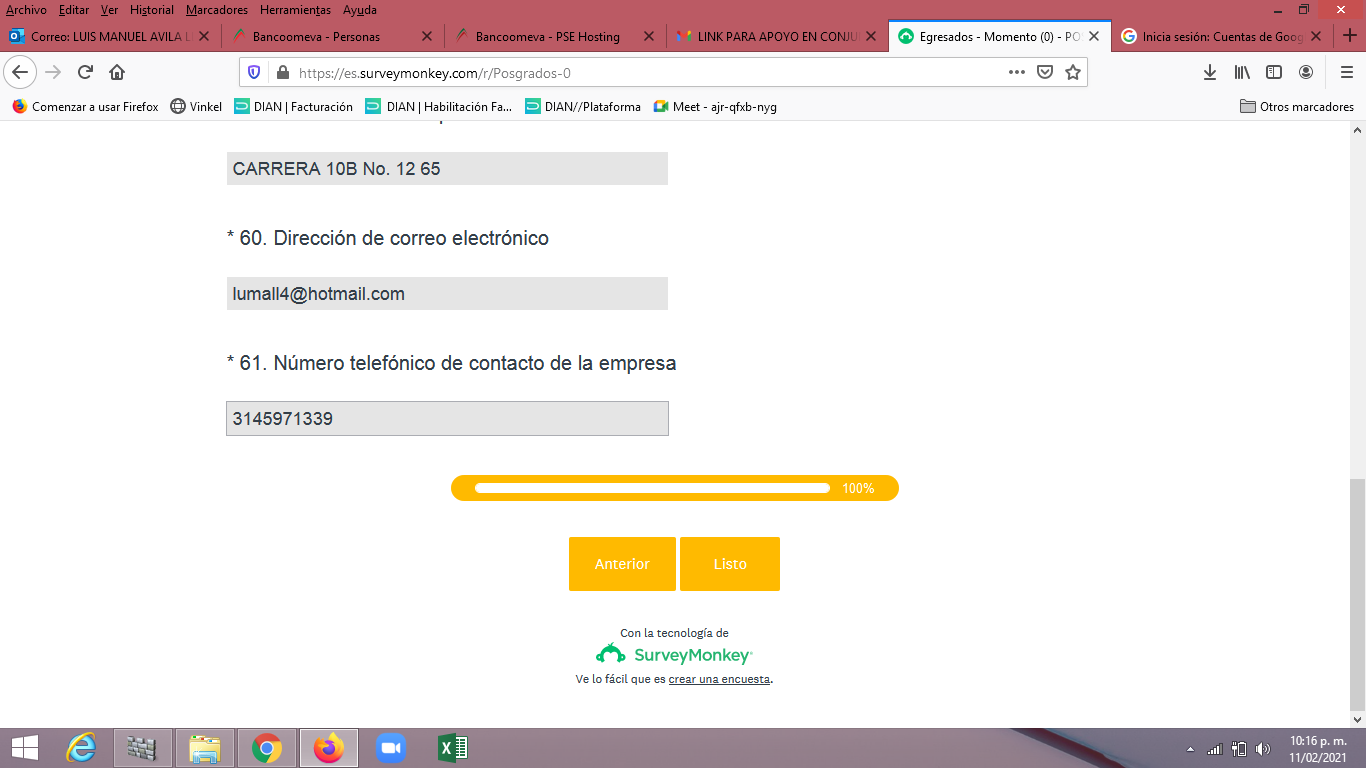 Archivo Editar Ver Historial Marcadores Herramientas Ayuda
Correo: LUIS MANUEL AVILA L
Bancoomeva - Personas
Bancoomeva - PSE Hosting
LINK PARA APOYO EN CONJU
Egresados - Momento (0) - POS
Inicia sesión: Cuentas de Goog
https://es.surveymonkey.com/r/Posgrados-0
Comenzar a usar Firefox
Vinkel
DIAN | Facturación
DIAN | Habilitación Fa...
DIAN//Plataforma
Meet - ajr-qfxb-nyg
Otros marcadores
CARRERA 10B No. 12 65
* 60. Dirección de correo electrónico
lumall4@hotmail.com
* 61. Número telefónico de contacto de la empresa
3145971339
100%
Anterior
Listo
Con la tecnología de
SurveyMonkey
Ve lo fácil que es crear una encuesta.
10:16 p. m.
11/02/2021